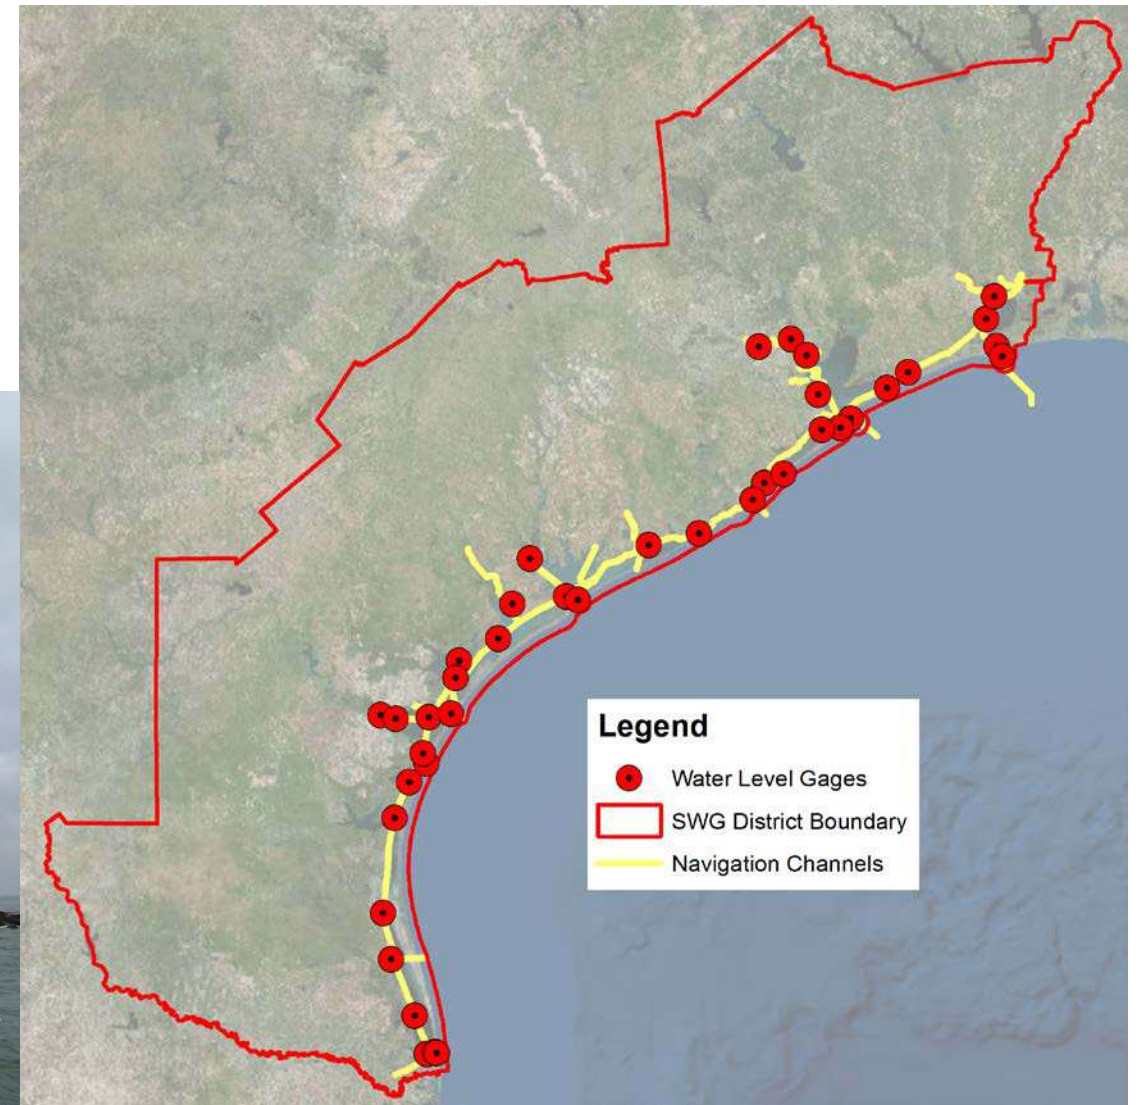 Legend
Water Level Gages
SWG District Boundary
Navigation Channels